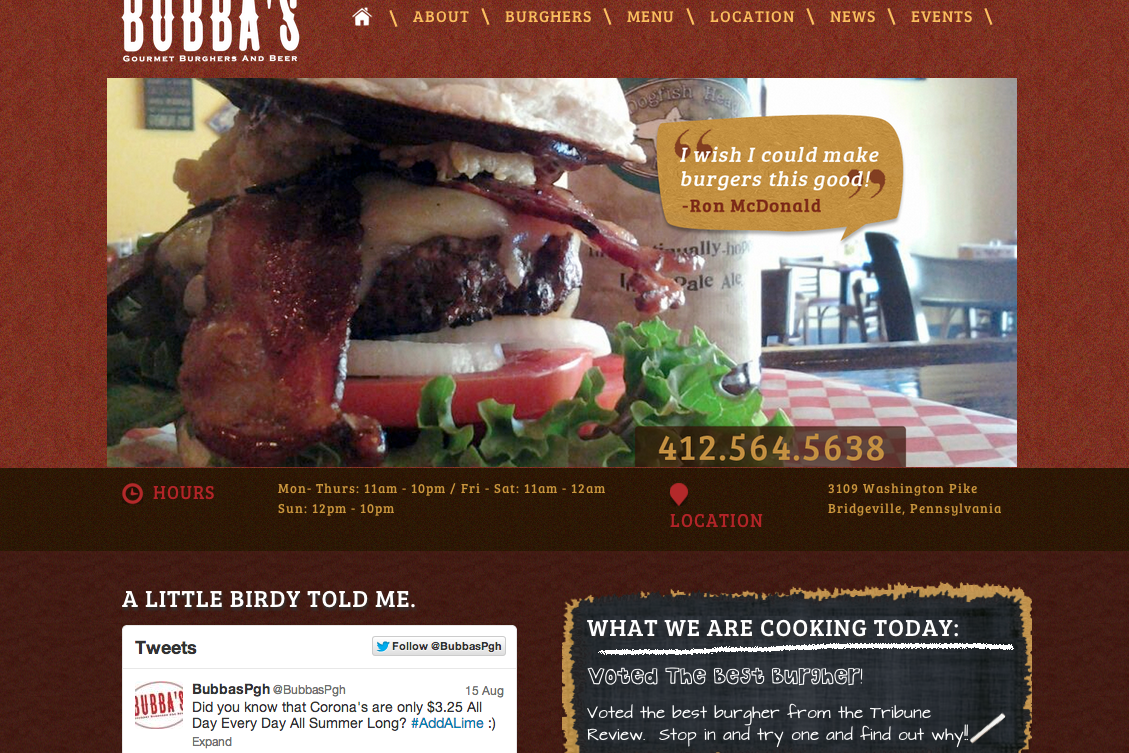 BUBBA'S
GOURMET BURGHERS AND BEER
\ ABOUT \ BURGHERS \ MENU \ LOCATION \ NEWS \ EVENTS \
Dogfish Head
“I wish I could make
burgers this good!”
-Ron McDonald
Pale Ale
412.564.5638
HOURS
Mon- Thurs: 11am - 10pm / Fri - Sat: 11am - 12am
Sun: 12pm - 10pm
LOCATION
3109 Washington Pike
Bridgeville, Pennsylvania
A LITTLE BIRDY TOLD ME.
Tweets
Follow @BubbasPgh
BUBBA'S
BubbasPgh @BubbasPgh
15 Aug
Did you know that Corona's are only $3.25 All
Day Every Day All Summer Long? #AddALime :)
Expand
WHAT WE ARE COOKING TODAY:
Voted The Best Burgher!
Voted the best burgher from the Tribune
Review. Stop in and try one and find out why!!